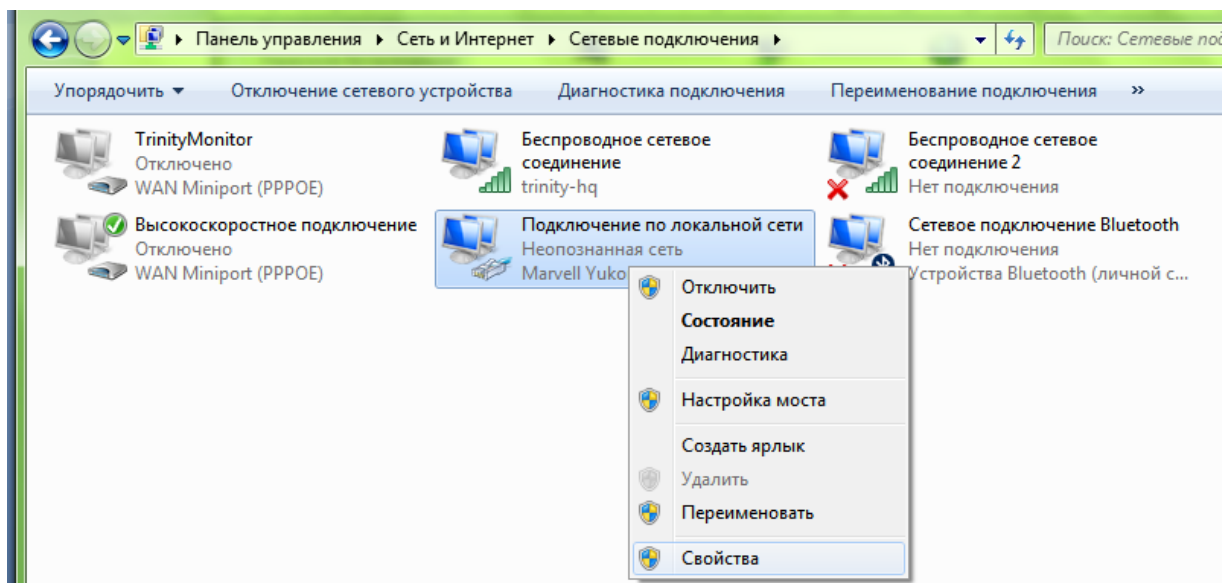 Панель управления ▸ Сеть и Интернет ▸ Сетевые подключения ▸
Поиск: Сетевые
Упорядочить ▾ Отключение сетевого устройства Диагностика подключения Переименование подключения »
TrinityMonitor
Отключено
WAN Miniport (PPPOE)
Беспроводное сетевое
соединение
trinity-hq
Беспроводное сетевое
соединение 2
Нет подключения
Высокоскоростное подключение
Отключено
WAN Miniport (PPPOE)
Подключение по локальной сети
Неопознанная сеть
Marvell Yuko
Сетевое подключение Bluetooth
Нет подключения
Устройства Bluetooth (личной с...
Отключить
Состояние
Диагностика
Настройка моста
Создать ярлык
Удалить
Переименовать
Свойства